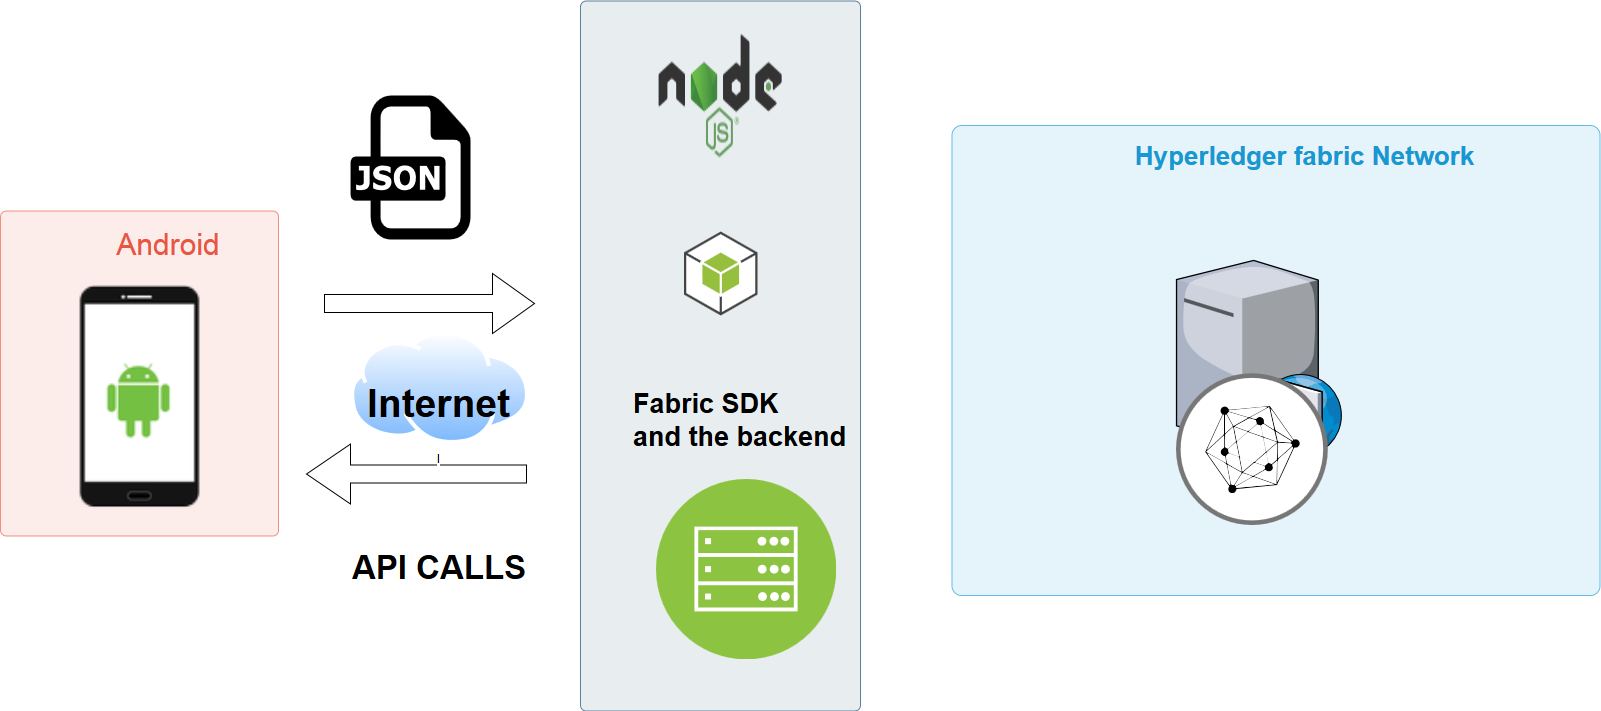 Android
JSON
Internet
API CALLS
node
JS
Fabric SDK
and the backend
Hyperledger fabric Network